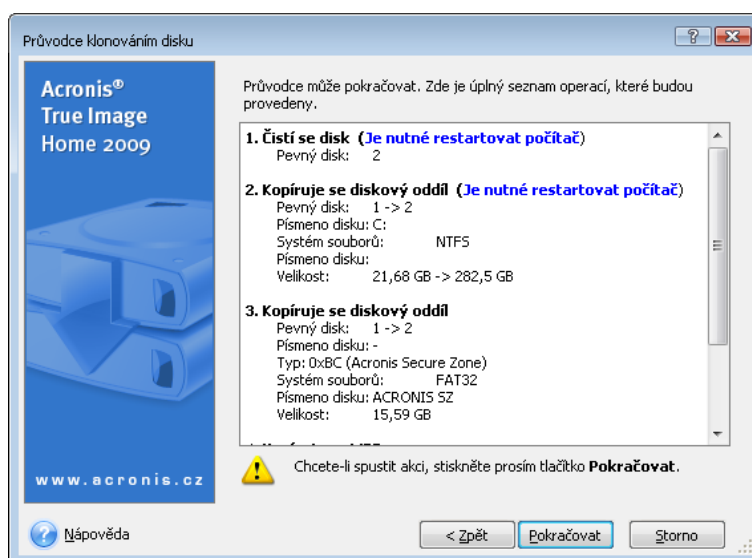 Průvodce klonováním disku
Acronis®
True Image
Home 2009
Průvodce může pokračovat. Zde je úplný seznam operací, které budou
provedeny.
1. Čistí se disk (Je nutné restartovat počítač)
Pevný disk: 2
2. Kopíruje se diskový oddíl (Je nutné restartovat počítač)
Pevný disk: 1 -> 2
Písmeno disku: C:
Systém souborů: NTFS
Písmeno disku:
Velikost: 21,68 GB -> 282,5 GB
3. Kopíruje se diskový oddíl
Pevný disk: 1 -> 2
Písmeno disku: -
Typ: 0xBC (Acronis Secure Zone)
Systém souborů: FAT32
Písmeno disku: ACRONIS SZ
Velikost: 15,59 GB
Chcete-li spustit akci, stiskněte prosím tlačítko Pokračovat.
www.acronis.cz
Nápověda
< Zpět
Pokračovat
Storno